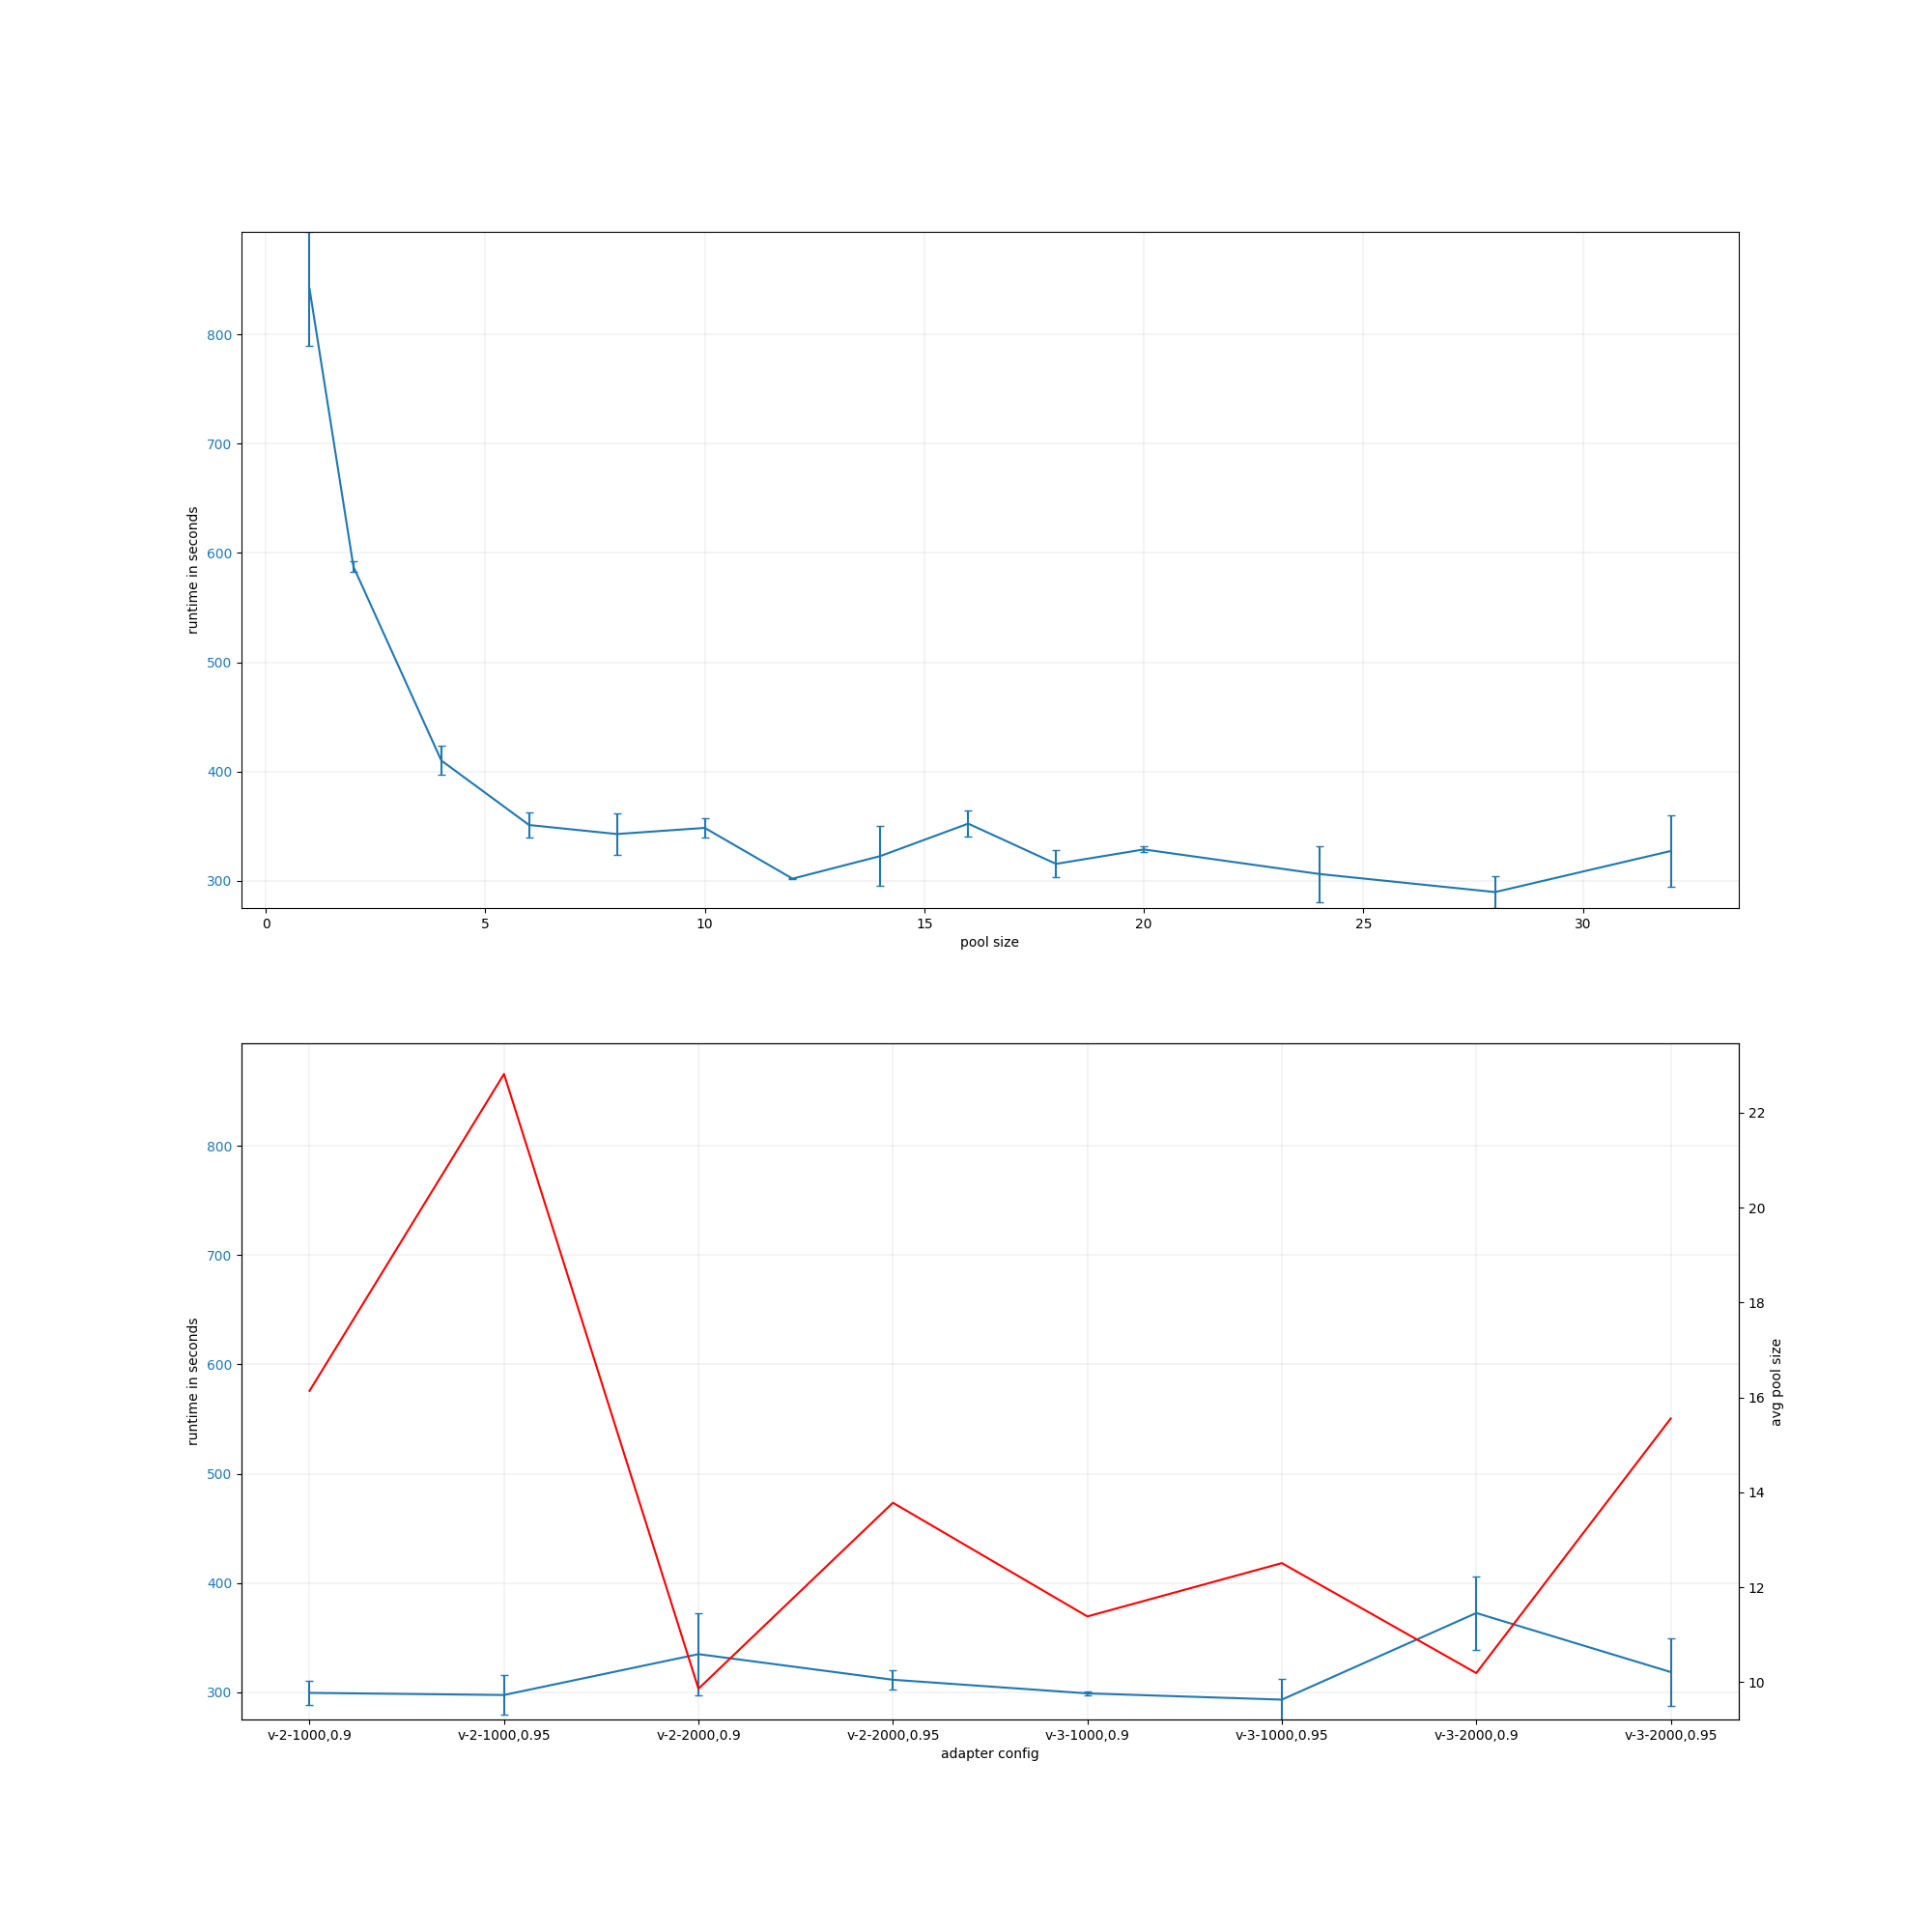 800
700
600
500
400
300
runtime in seconds
0 5 10 15 20 25 30
pool size
800
700
600
500
400
300
runtime in seconds
22
20
18
16
14
12
10
avg pool size
v-2-1000,0.9 v-2-1000,0.95 v-2-2000,0.9 v-2-2000,0.95 v-3-1000,0.9 v-3-1000,0.95 v-3-2000,0.9 v-3-2000,0.95
adapter config